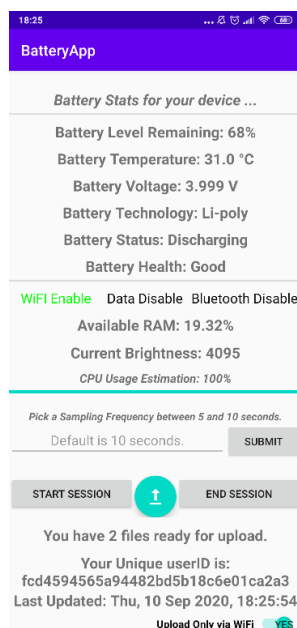 18:25
... 68
BatteryApp
Battery Stats for your device ...
Battery Level Remaining: 68%
Battery Temperature: 31.0 °C
Battery Voltage: 3.999 V
Battery Technology: Li-poly
Battery Status: Discharging
Battery Health: Good
WiFI Enable Data Disable Bluetooth Disable
Available RAM: 19.32%
Current Brightness: 4095
CPU Usage Estimation: 100%
Pick a Sampling Frequency between 5 and 10 seconds.
Default is 10 seconds. SUBMIT
START SESSION END SESSION
You have 2 files ready for upload.
Your Unique userID is:
fcd4594565a94482bd5b18c6e01ca2a3
Last Updated: Thu, 10 Sep 2020, 18:25:54
Upload Only via WiFi YES